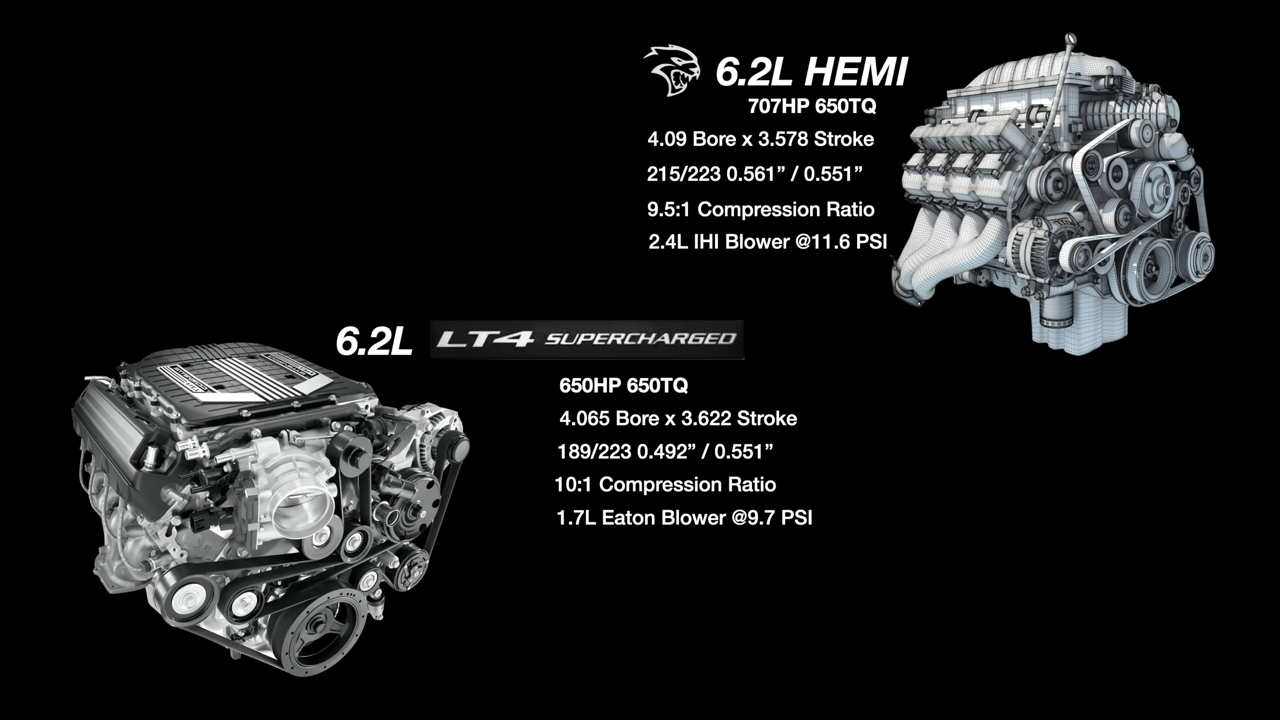 6.2L HEMI
707HP 650TQ
4.09 Bore x 3.578 Stroke
215/223 0.561” / 0.551”
9.5:1 Compression Ratio
2.4L IHI Blower @11.6 PSI
6.2L LT4 SUPERCHARGED
650HP 650TQ
4.065 Bore x 3.622 Stroke
189/223 0.492” / 0.551”
10:1 Compression Ratio
1.7L Eaton Blower @9.7 PSI